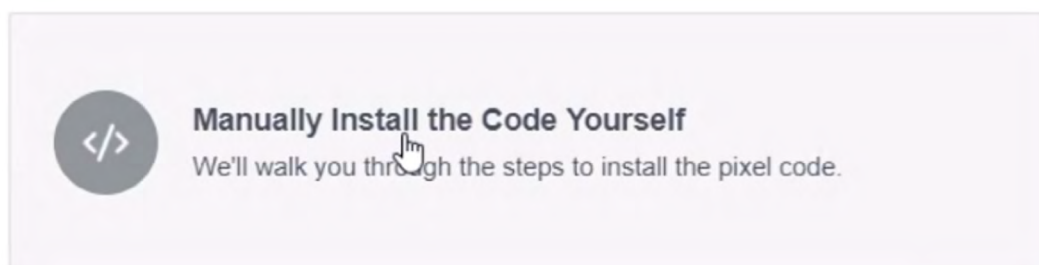 Manually Install the Code Yourself
We'll walk you through the steps to install the pixel code.